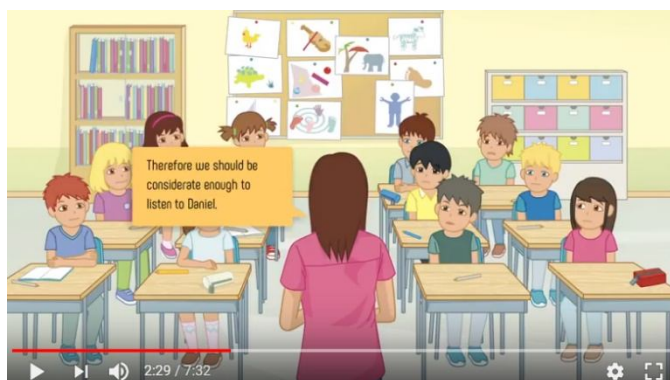 Therefore we should be
considerate enough to
listen to Daniel.
2:29 / 7:32